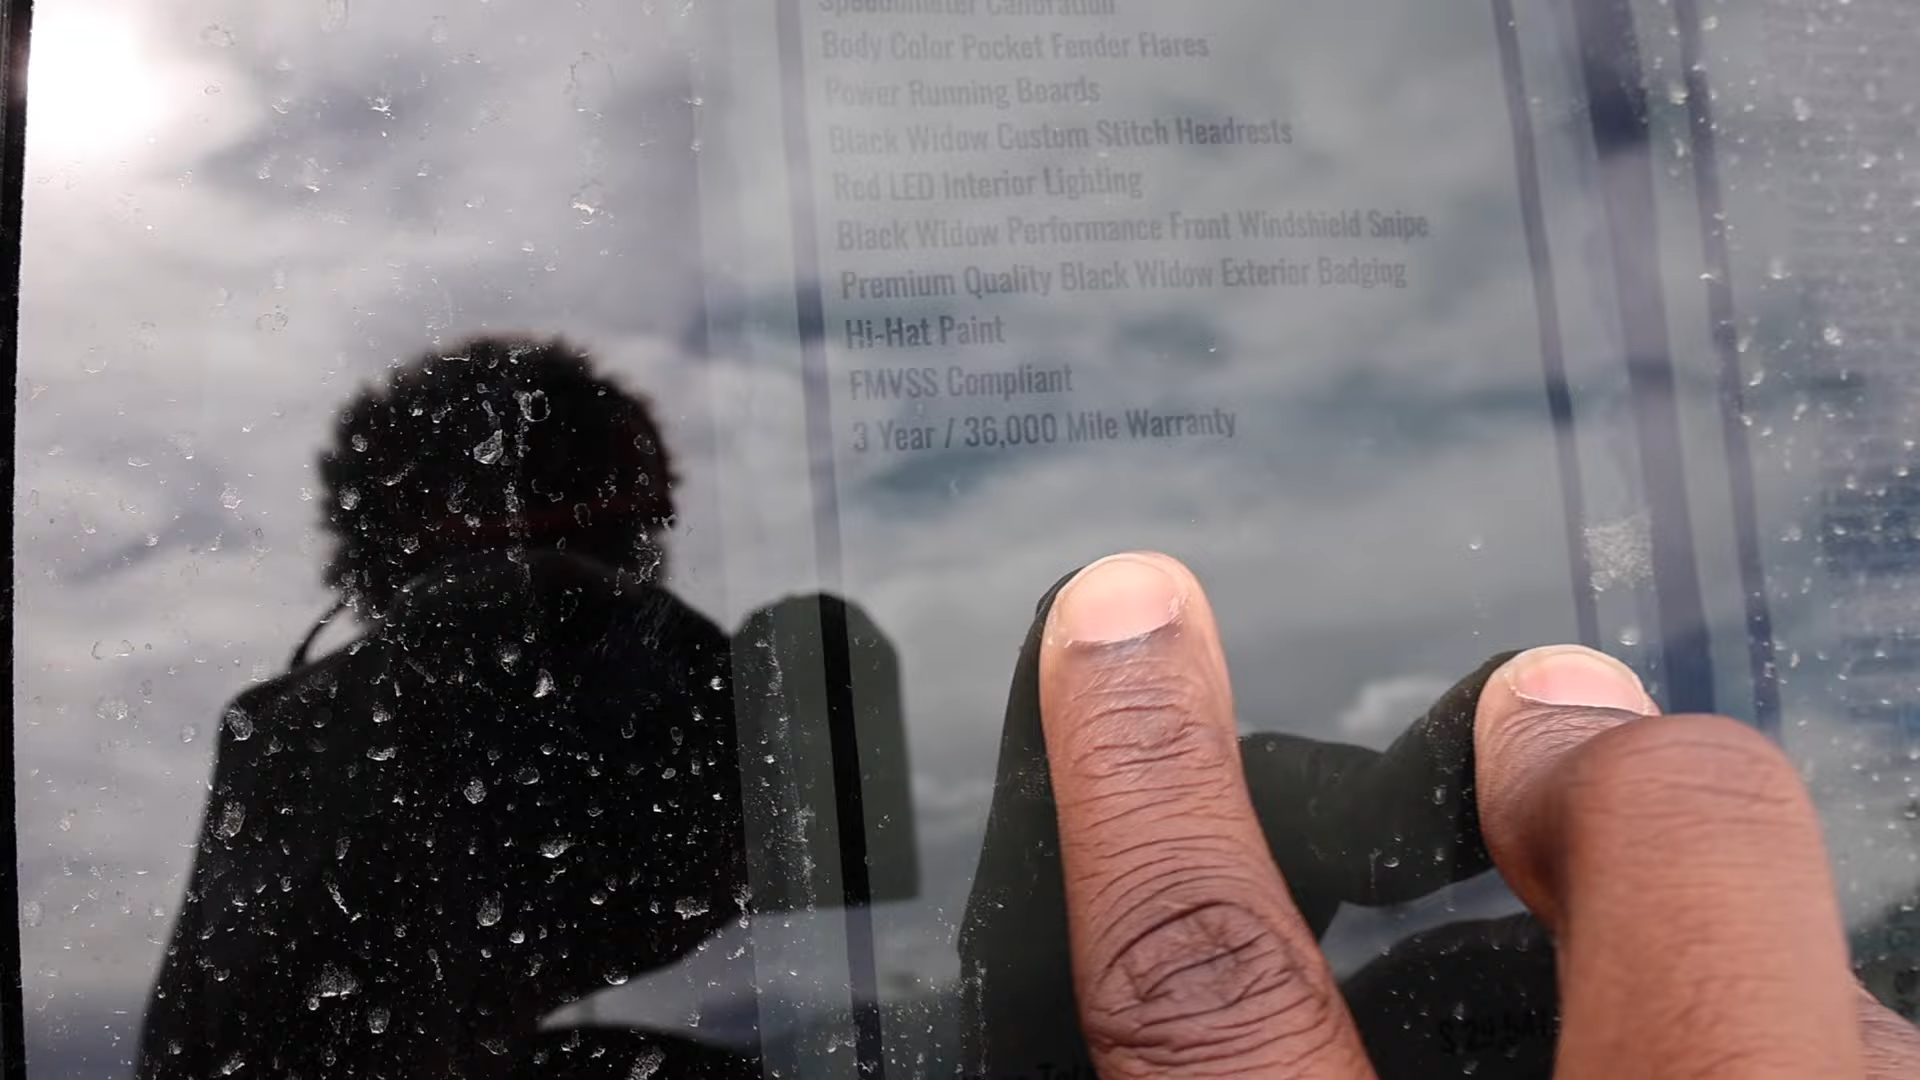 Speedometer Calibration
Body Color Pocket Fender Flares
Power Running Boards
Black Widow Custom Stitch Headrests
Red LED Interior Lighting
Black Widow Performance Front Windshield Snipe
Premium Quality Black Widow Exterior Badging
Hi-Hat Paint
FMVSS Compliant
3 Year / 36,000 Mile Warranty